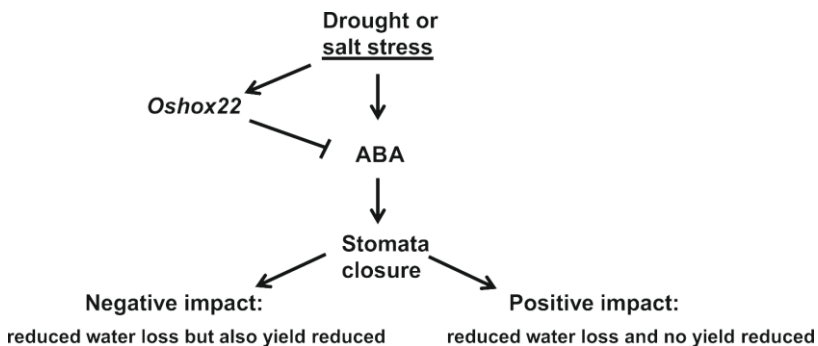 Drought or
salt stress
Oshox22
ABA
Stomata
closure
Negative impact:
reduced water loss but also yield reduced
Positive impact:
reduced water loss and no yield reduced